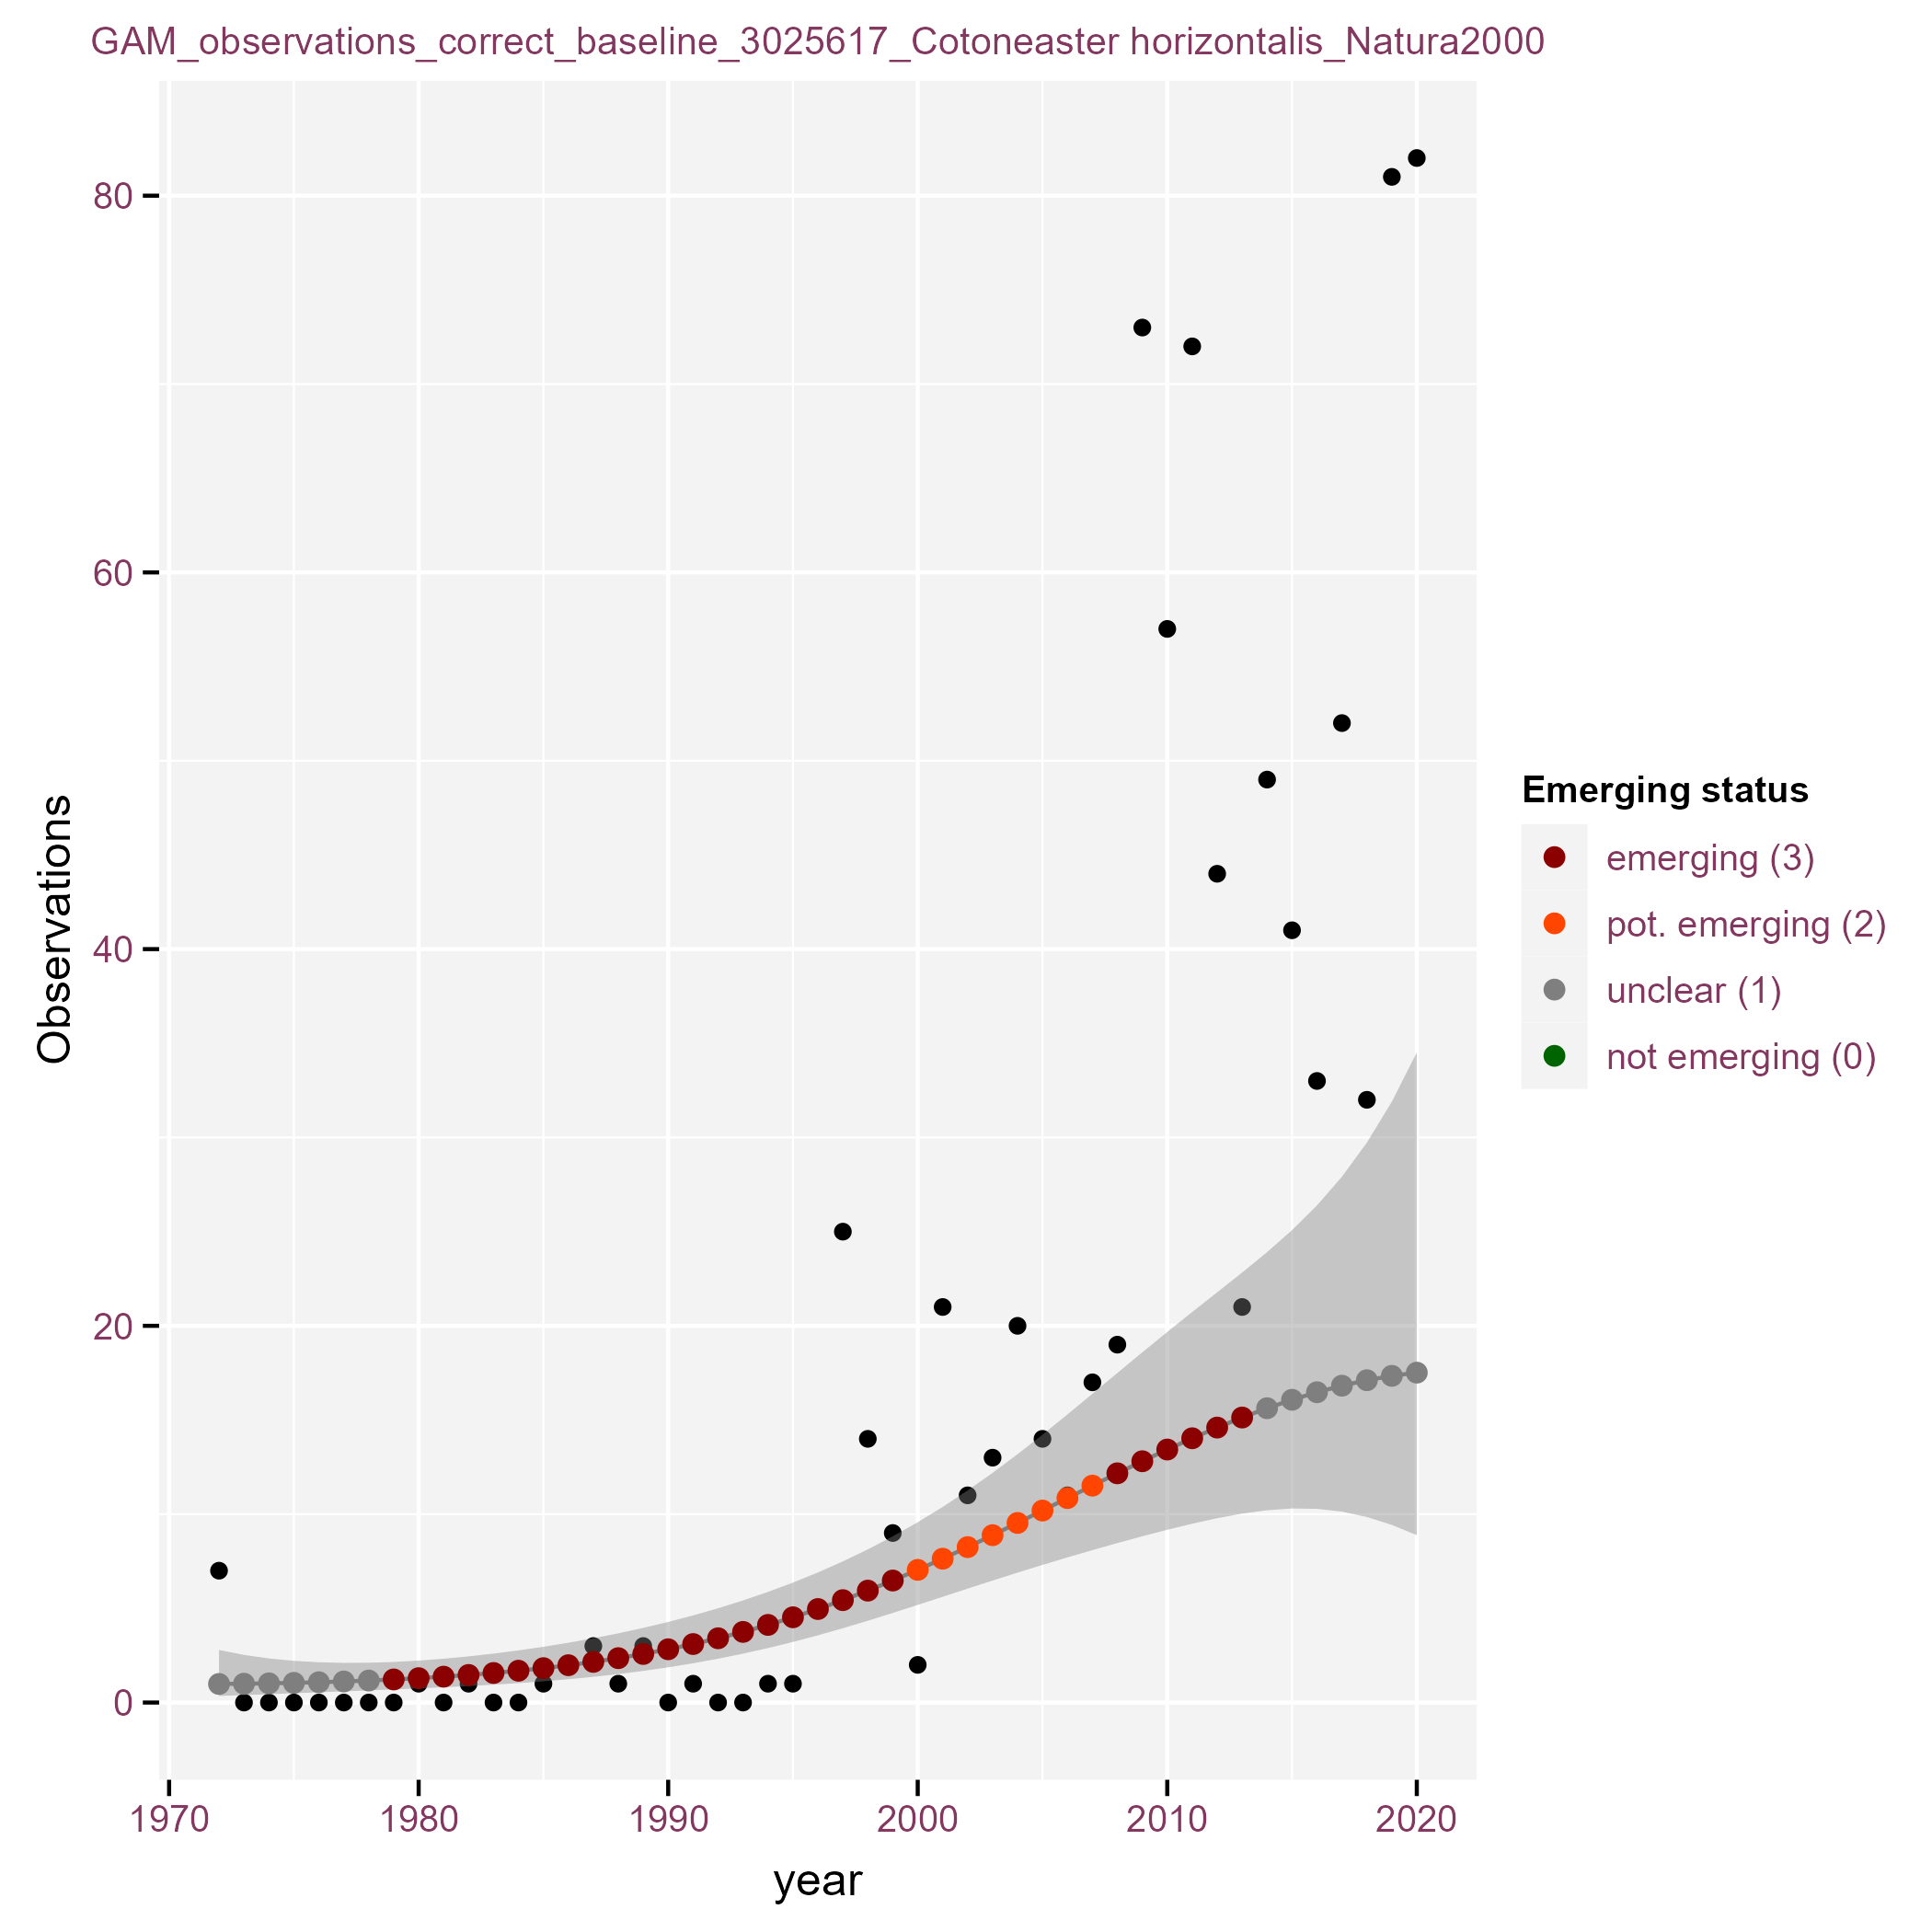 GAM_observations_correct_baseline_3025617_Cotoneaster horizontalis_Natura2000
80
60
40
20
0
Observations
1970 1980 1990 2000 2010 2020
year
Emerging status
emerging (3)
pot. emerging (2)
unclear (1)
not emerging (0)